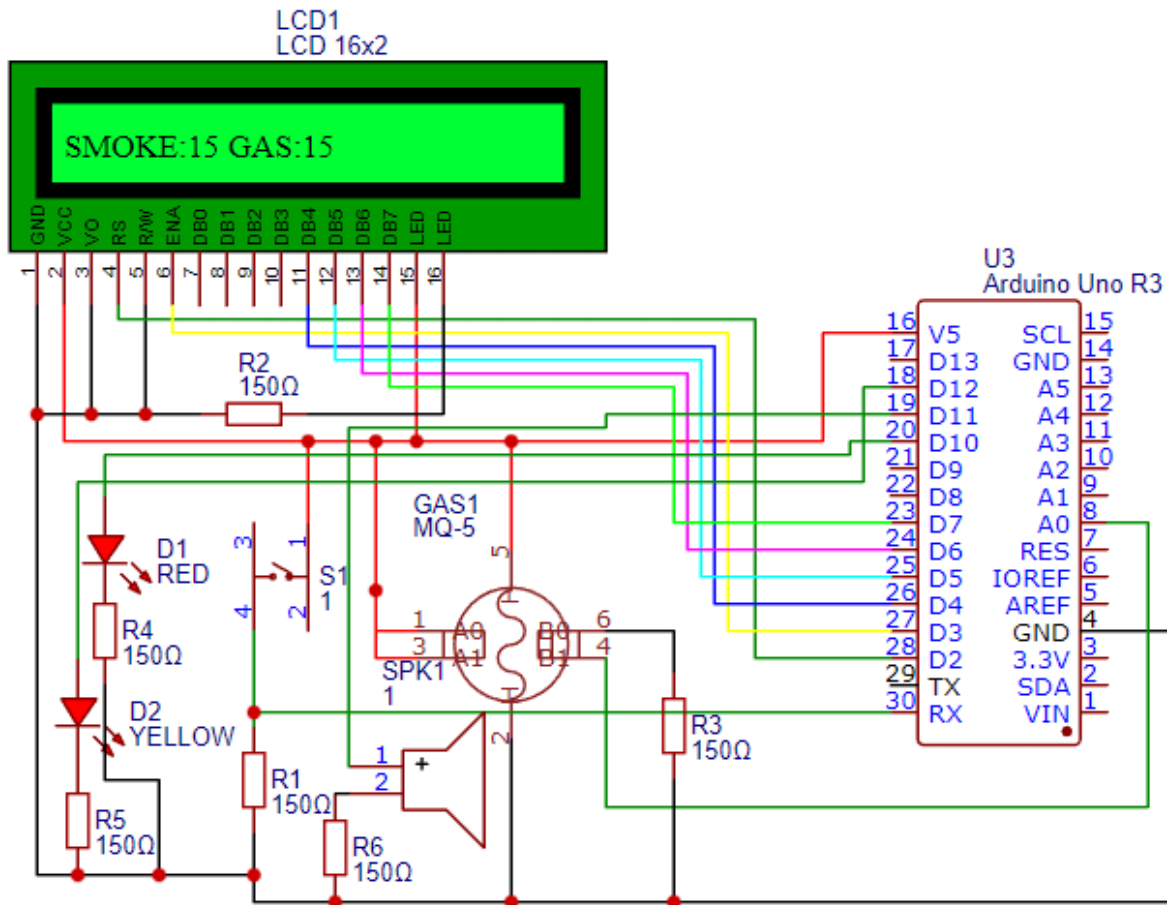 LCD1
LCD 16x2
SMOKE:15 GAS:15
GND VCC VO RS R/W ENA DB0 DB1 DB2 DB3 DB4 DB5 DB6 DB7 LED LED
1 2 3 4 5 6 7 8 9 10 11 12 13 14 15 16
U3
Arduino Uno R3
16 V5 SCL 15
17 D13 GND 14
18 D12 A5 13
19 D11 A4 12
20 D10 A3 11
21 D9 A2 10
22 D8 A1 9
23 D7 A0 8
24 D6 RES 7
25 D5 IOREF 6
26 D4 AREF 5
27 D3 GND 4
28 D2 3.3V 3
29 TX SDA 2
30 RX VIN 1
R2
150Ω
GAS1
MQ-5
5
1 A0 B0 6
3 A1 B1 4
2
3 1
S1
1
4 2
D1
RED
R4
150Ω
D2
YELLOW
R5
150Ω
R1
150Ω
SPK1
1
1 +
2
R6
150Ω
R3
150Ω